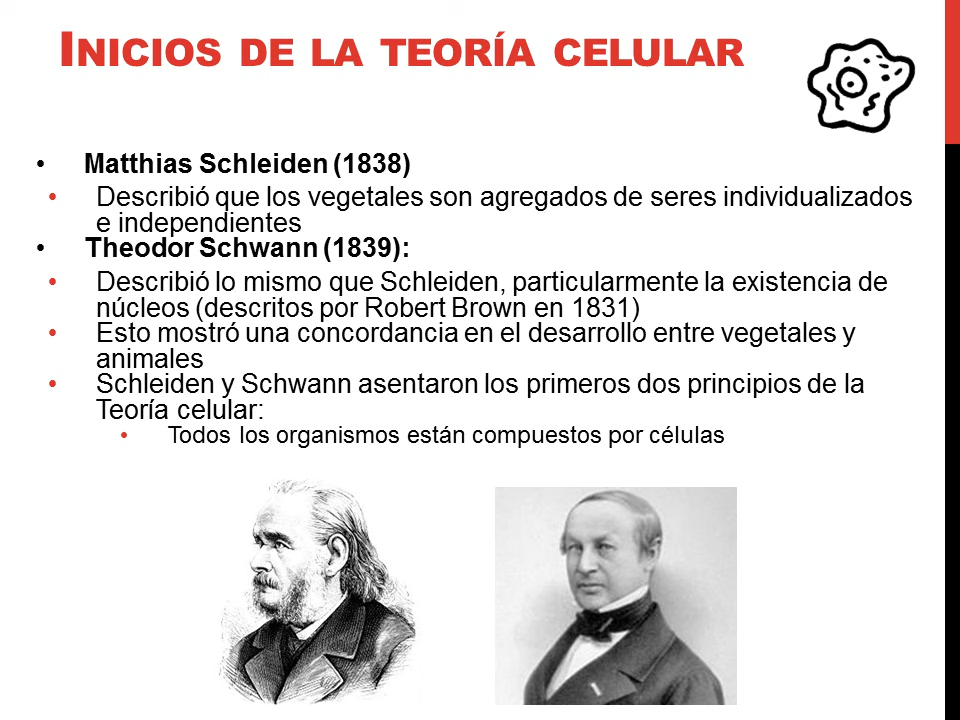 INICIOS DE LA TEORÍA CELULAR
• Matthias Schleiden (1838)
• Describió que los vegetales son agregados de seres individualizados
e independientes
• Theodor Schwann (1839):
• Describió lo mismo que Schleiden, particularmente la existencia de
núcleos (descritos por Robert Brown en 1831)
• Esto mostró una concordancia en el desarrollo entre vegetales y
animales
• Schleiden y Schwann asentaron los primeros dos principios de la
Teoría celular:
• Todos los organismos están compuestos por células